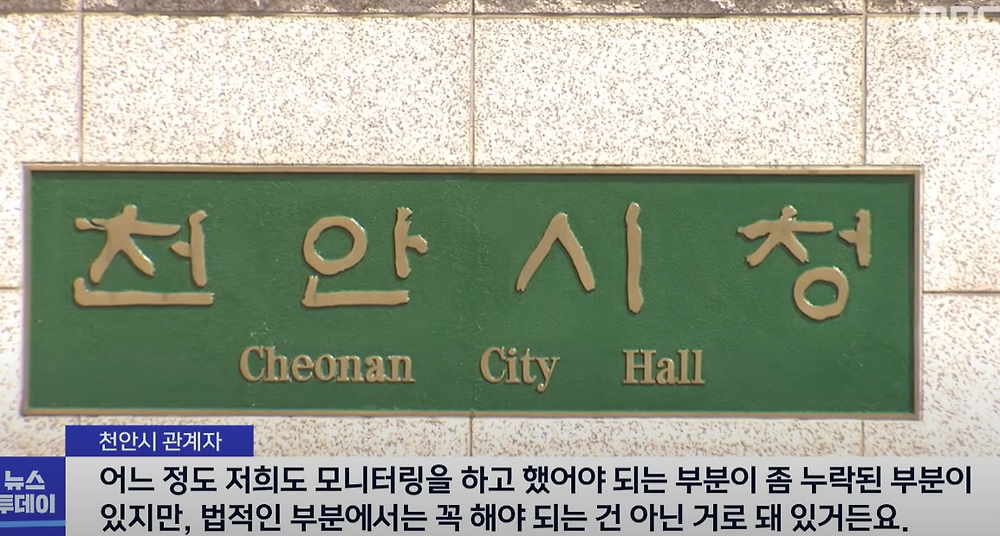 MBC
천안시청
Cheonan City Hall
천안시 관계자
뉴스
투데이
어느 정도 저희도 모니터링을 하고 했어야 되는 부분이 좀 누락된 부분이
있지만, 법적인 부분에서는 꼭 해야 되는 건 아닌 거로 돼 있거든요.